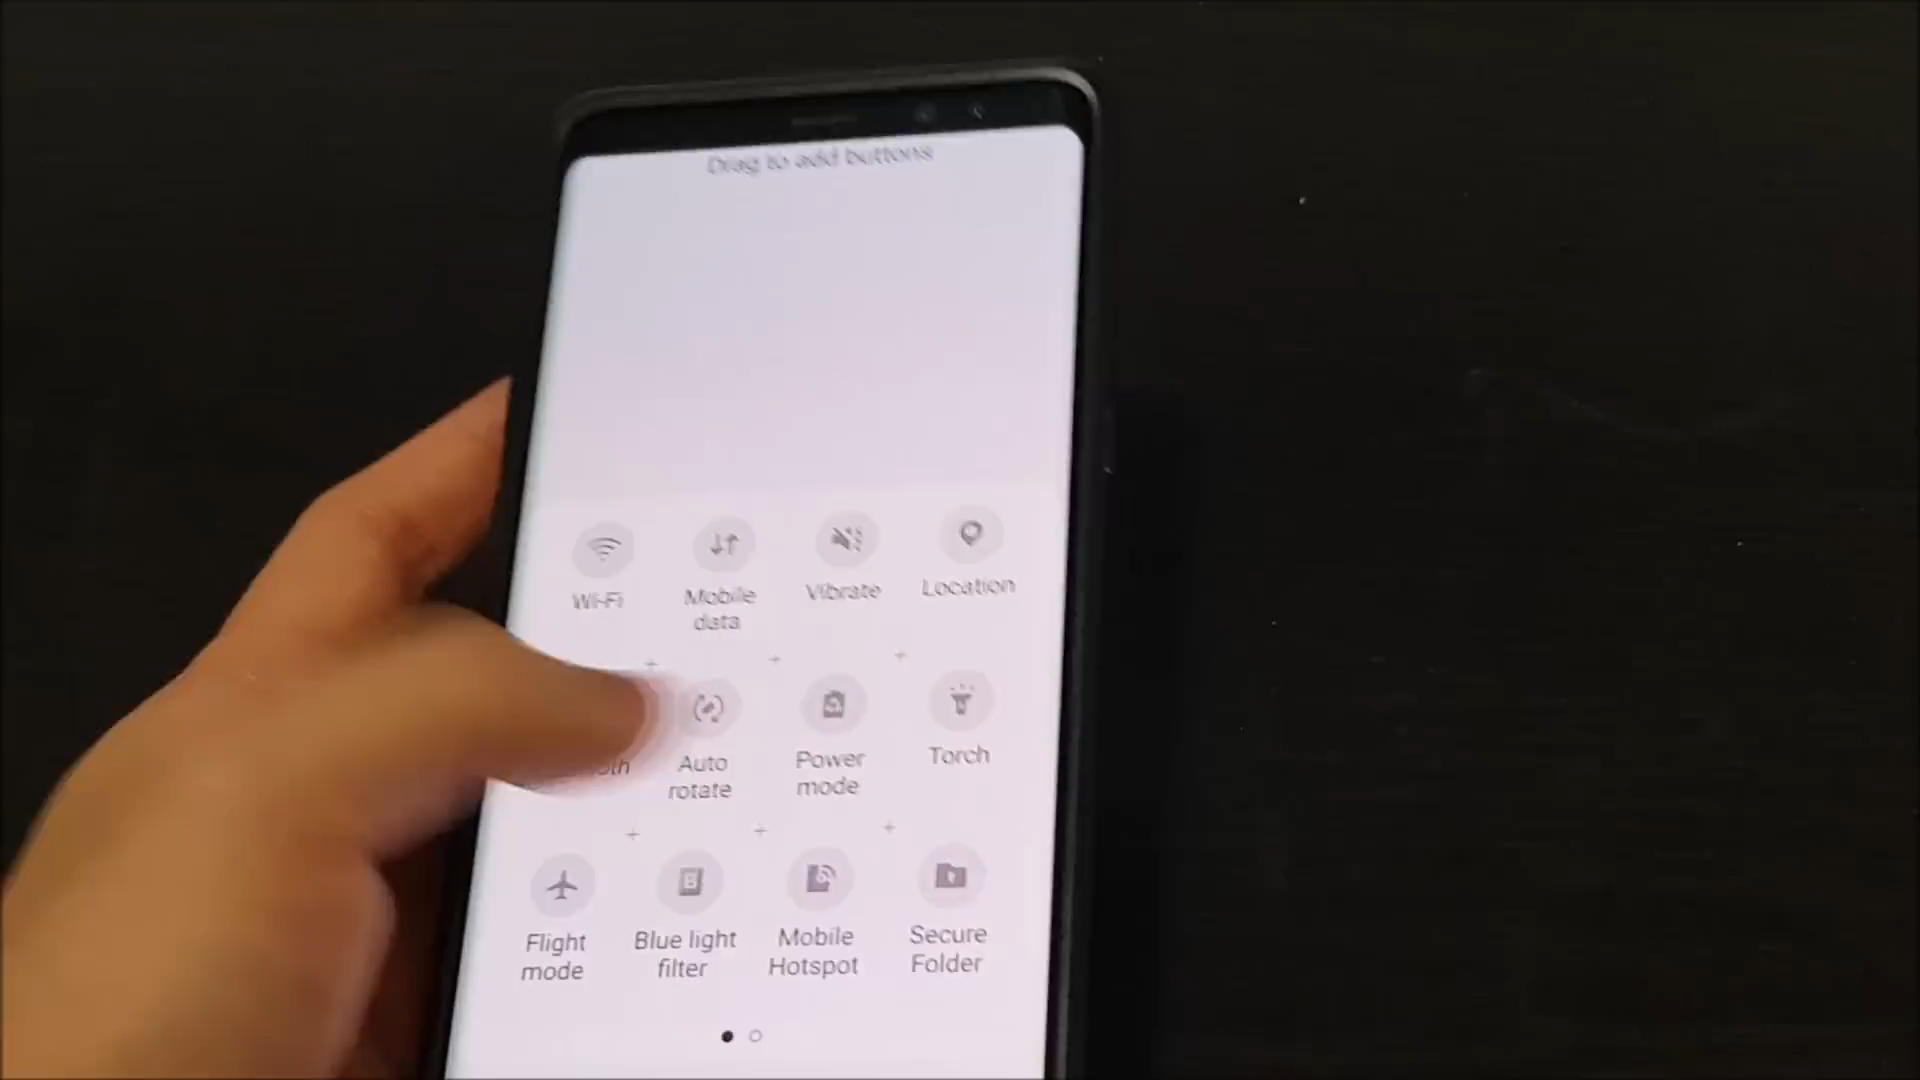 Drag to add buttons
Wi-Fi
Mobile
data
Vibrate
Location
oth
Auto
rotate
Power
mode
Torch
Flight
mode
Blue light
filter
Mobile
Hotspot
Secure
Folder